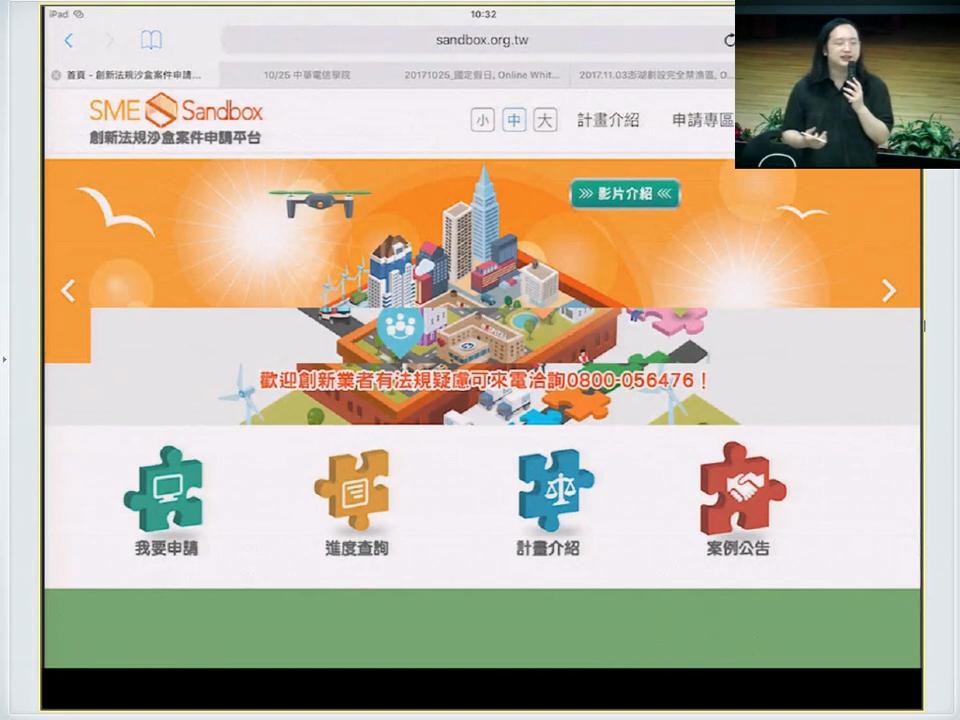 iPad
10:32
sandbox.org.tw
首頁 - 創新法規沙盒案件申請...
10/25 中華電信學院
20171025_國定假日, Online Whit...
2017.11.03澎湖劃設完全禁漁區, O...
SME Sandbox
創新法規沙盒案件申請平台
小 中 大 計畫介紹 申請專區
影片介紹
歡迎創新業者有法規疑慮可來電洽詢0800-056476！
我要申請
進度查詢
計畫介紹
案例公告